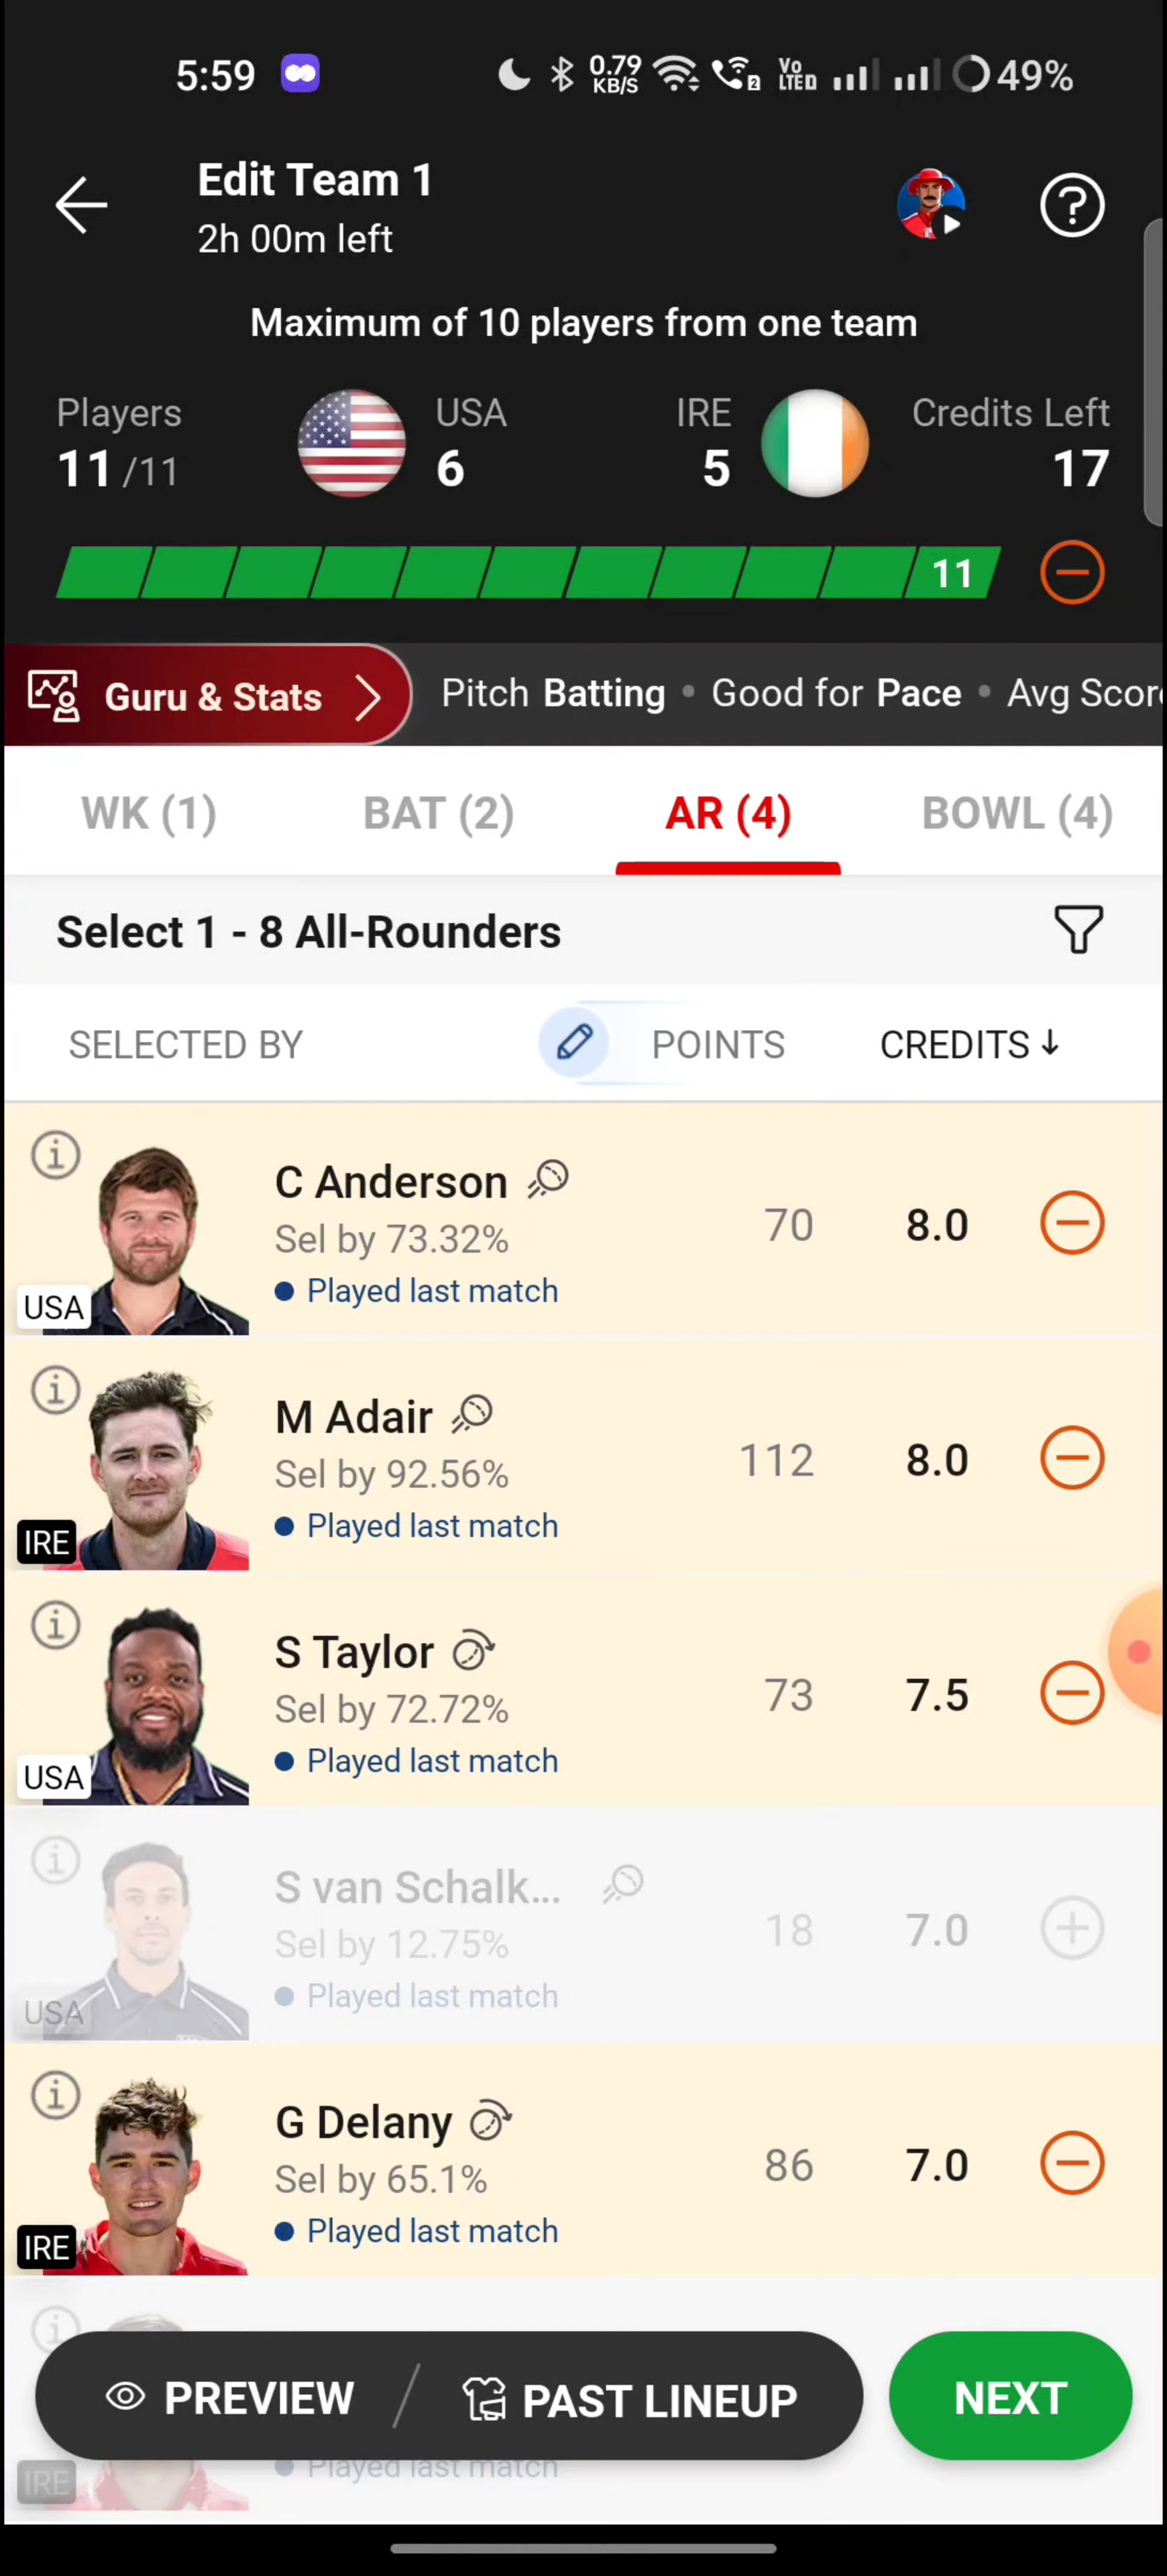 5:59 0.79 KB/S 2 Vo LTED 49%
Edit Team 1
2h 00m left
Maximum of 10 players from one team
Players USA IRE Credits Left
11/11 6 5 17
11
Guru & Stats Pitch Batting • Good for Pace • Avg Scor
WK (1) BAT (2) AR (4) BOWL (4)
Select 1 - 8 All-Rounders
SELECTED BY POINTS CREDITS ↓
C Anderson
Sel by 73.32% 70 8.0
Played last match
USA
M Adair
Sel by 92.56% 112 8.0
Played last match
IRE
S Taylor
Sel by 72.72% 73 7.5
Played last match
USA
S van Schalk...
Sel by 12.75% 18 7.0
Played last match
USA
G Delany
Sel by 65.1% 86 7.0
Played last match
IRE
PREVIEW / PAST LINEUP NEXT
Played last match
IRE